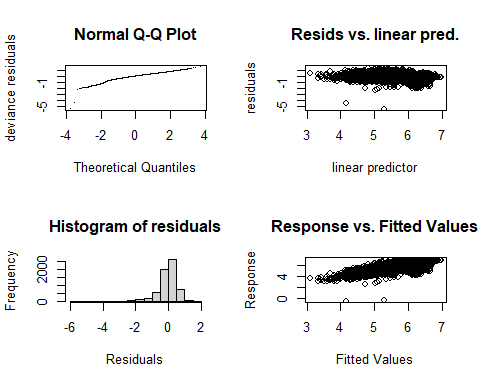 Normal Q-Q Plot
deviance residuals
-1
-5
-4
-2
0
2
4
Theoretical Quantiles
Resids vs. linear pred.
residuals
-1
-5
3
4
5
6
7
linear predictor
Histogram of residuals
Frequency
2000
0
-6
-4
-2
0
2
Residuals
Response vs. Fitted Values
Response
4
0
3
4
5
6
7
Fitted Values